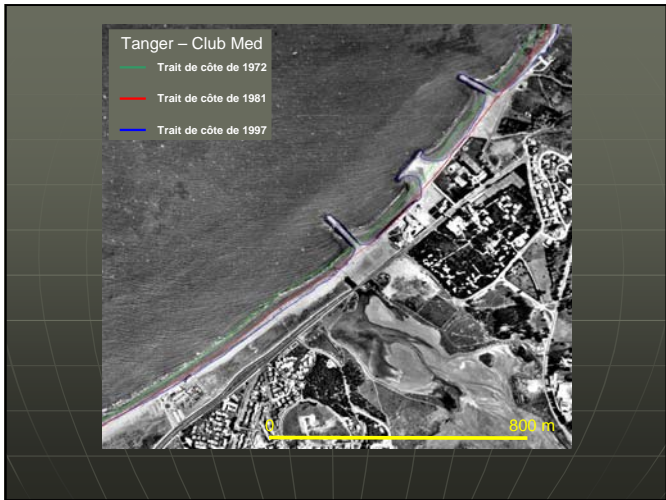 Tanger – Club Med
Trait de côte de 1972
Trait de côte de 1981
Trait de côte de 1997
0 800 m